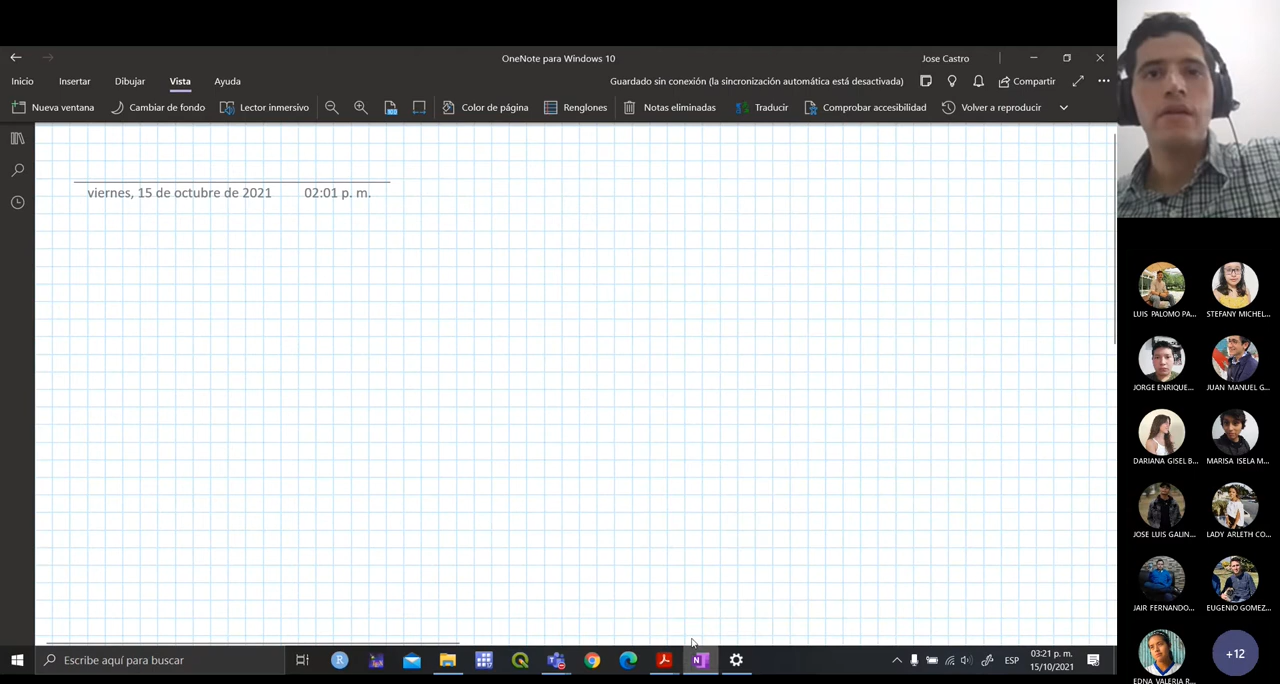 OneNote para Windows 10
Jose Castro
Inicio
Insertar
Dibujar
Vista
Ayuda
Guardado sin conexión (la sincronización automática está desactivada)
Compartir
Nueva ventana
Cambiar de fondo
Lector inmersivo
Color de página
Renglones
Notas eliminadas
Traducir
Comprobar accesibilidad
Volver a reproducir
viernes, 15 de octubre de 2021 02:01 p. m.
LUIS PALOMO PA...
STEFANY MICHEL...
JORGE ENRIQUE...
JUAN MANUEL G...
DARIANA GISEL B...
MARISA ISELA M...
JOSE LUIS GALIN...
LADY ARLETH CO...
JAIR FERNANDO...
EUGENIO GOMEZ...
EDNA VALERIA R...
+12
Escribe aquí para buscar
R
N
ESP
03:21 p. m.
15/10/2021